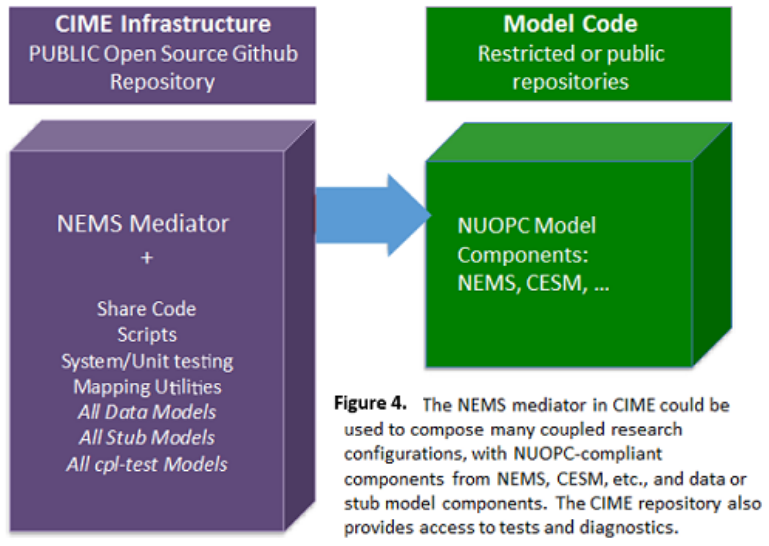 CIME Infrastructure
PUBLIC Open Source Github
Repository
Model Code
Restricted or public
repositories
NEMS Mediator
+
Share Code
Scripts
System/Unit testing
Mapping Utilities
All Data Models
All Stub Models
All cpl-test Models
NUOPC Model
Components:
NEMS, CESM, ...
Figure 4. The NEMS mediator in CIME could be
used to compose many coupled research
configurations, with NUOPC-compliant
components from NEMS, CESM, etc., and data or
stub model components. The CIME repository also
provides access to tests and diagnostics.